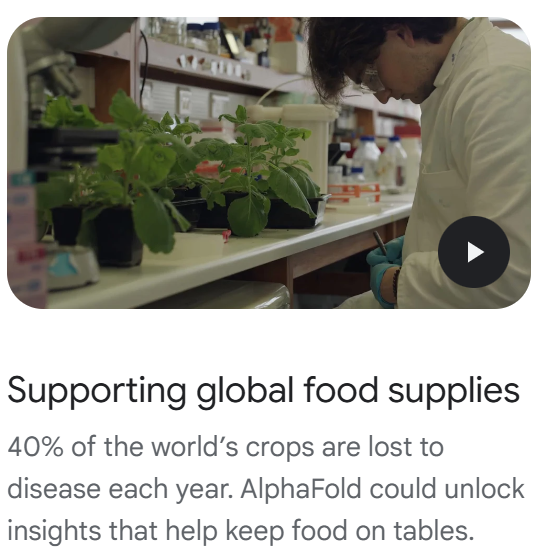 Supporting global food supplies
40% of the world’s crops are lost to
disease each year. AlphaFold could unlock
insights that help keep food on tables.